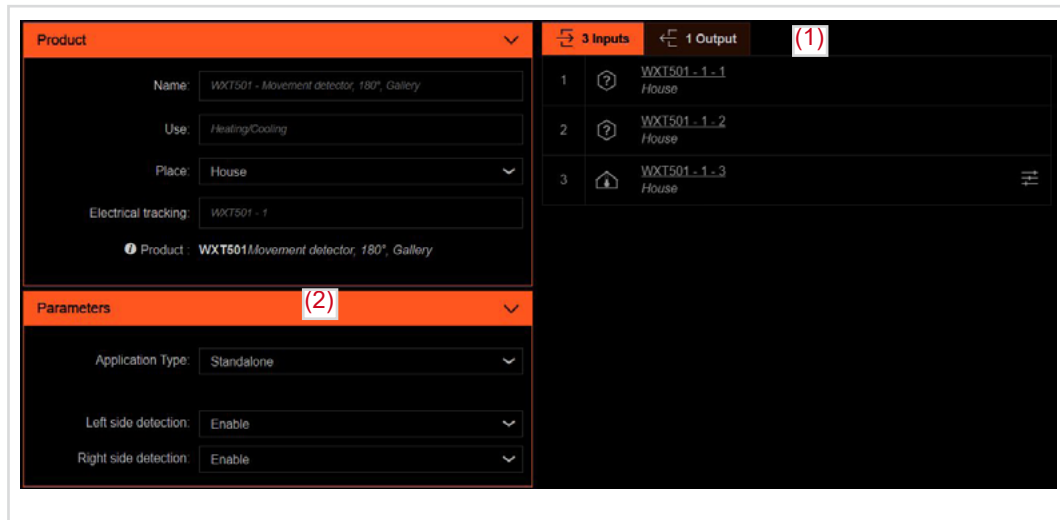 Product
Name: WXT501 - Movement detector, 180°, Gallery
Use: Heating/Cooling
Place: House
Electrical tracking: WXT501 - 1
Product : WXT501Movement detector, 180°, Gallery
Parameters (2)
Application Type: Standalone
Left side detection: Enable
Right side detection: Enable
3 Inputs 1 Output (1)
1 ? WXT501 - 1 - 1
House
2 ? WXT501 - 1 - 2
House
3 WXT501 - 1 - 3
House